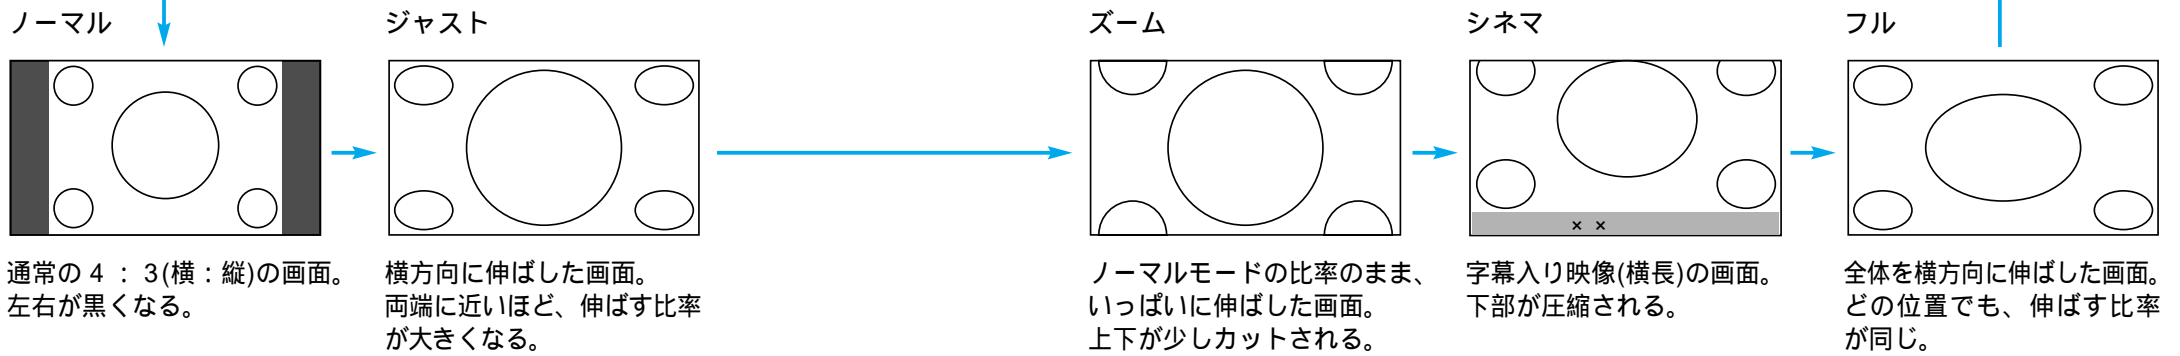 ノーマル
通常の 4 : 3(横：縦)の画面。
左右が黒くなる。
ジャスト
横方向に伸ばした画面。
両端に近いほど、伸ばす比率
が大きくなる。
ズーム
ノーマルモードの比率のまま、
いっぱいに伸ばした画面。
上下が少しカットされる。
シネマ
××
字幕入り映像(横長)の画面。
下部が圧縮される。
フル
全体を横方向に伸ばした画面。
どの位置でも、伸ばす比率
が同じ。